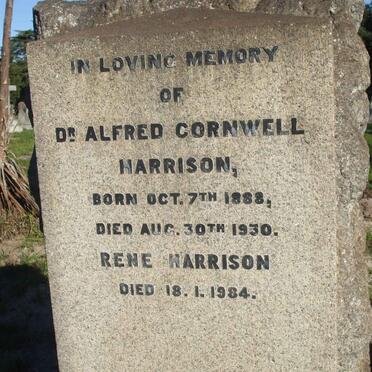 IN LOVING MEMORY
OF
DR ALFRED CORNWELL
HARRISON,
BORN OCT. 7TH 1888,
DIED AUG. 30TH 1930.
RENE HARRISON
DIED 18.1.1984.